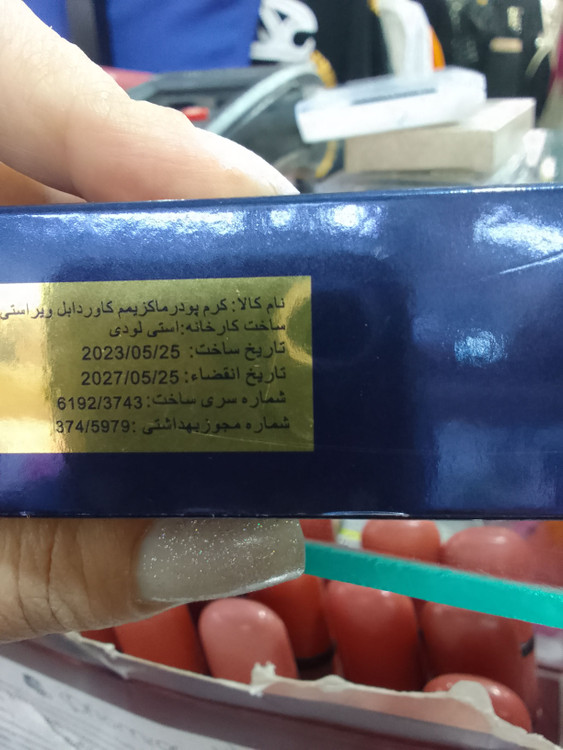 نام کالا: کرم پودر ماکزیمم کاور دابل ویر استی
ساخت کارخانه: استی لودی
تاریخ ساخت: 2023/05/25
تاریخ انقضاء: 2027/05/25
شماره سری ساخت: 6192/3743
شماره مجوز بهداشتی: 374/5979